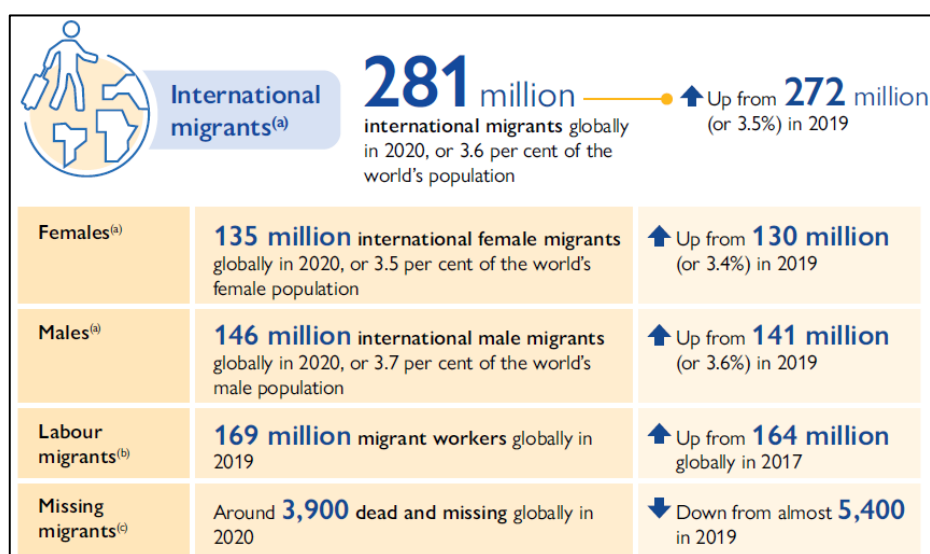 International
migrants(a)
281 million
international migrants globally
in 2020, or 3.6 per cent of the
world's population
Up from 272 million
(or 3.5%) in 2019
Females(a)
135 million international female migrants
globally in 2020, or 3.5 per cent of the world's
female population
Up from 130 million
(or 3.4%) in 2019
Males(a)
146 million international male migrants
globally in 2020, or 3.7 per cent of the world's
male population
Up from 141 million
(or 3.6%) in 2019
Labour
migrants(b)
169 million migrant workers globally in
2019
Up from 164 million
globally in 2017
Missing
migrants(c)
Around 3,900 dead and missing globally in
2020
Down from almost 5,400
in 2019